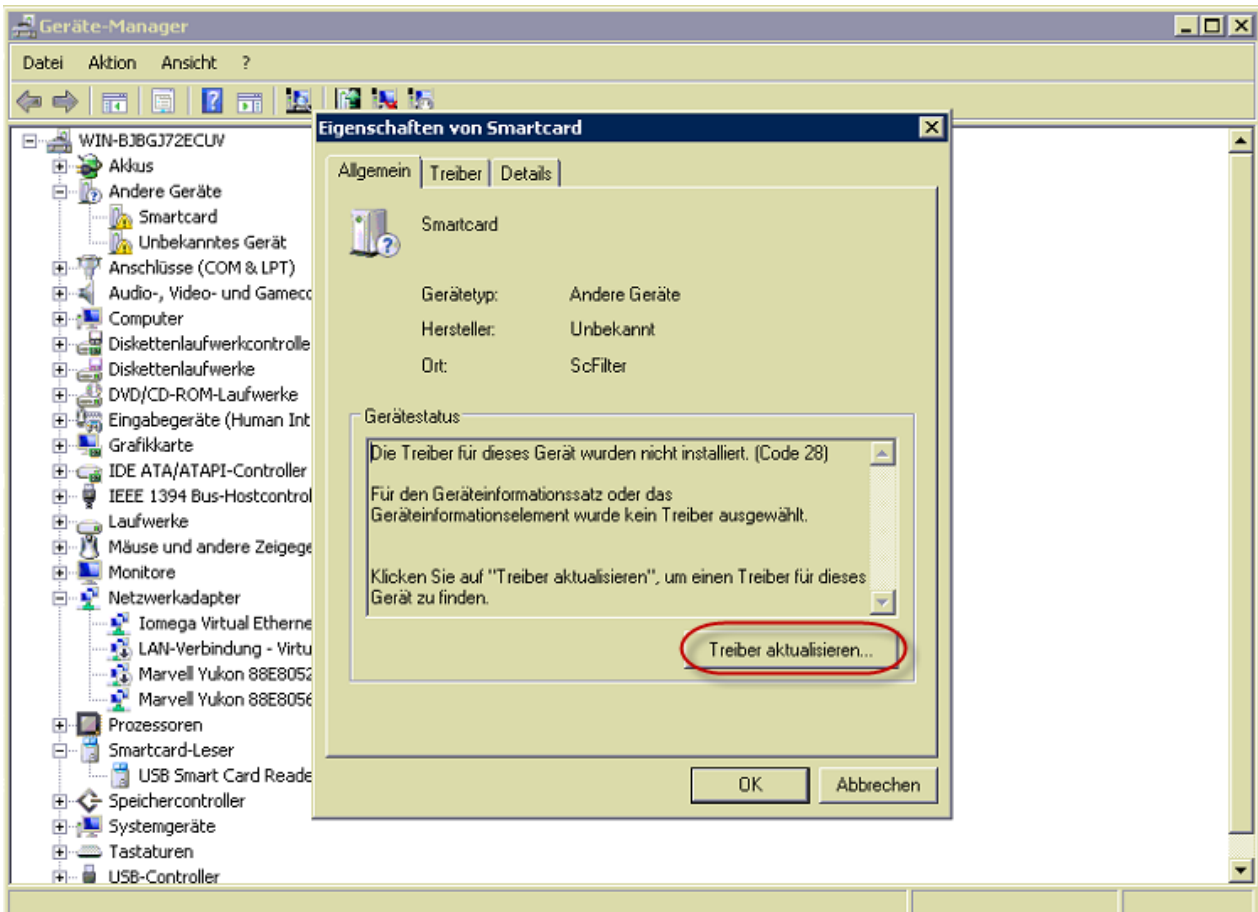 Geräte-Manager
Datei Aktion Ansicht ?
WIN-BJBGJ72ECUV
Akkus
Andere Geräte
Smartcard
Unbekanntes Gerät
Anschlüsse (COM & LPT)
Audio-, Video- und Gamecc
Computer
Diskettenlaufwerkcontrolle
Diskettenlaufwerke
DVD/CD-ROM-Laufwerke
Eingabegeräte (Human Int
Grafikkarte
IDE ATA/ATAPI-Controller
IEEE 1394 Bus-Hostcontrol
Laufwerke
Mäuse und andere Zeigege
Monitore
Netzwerkadapter
Iomega Virtual Etherne
LAN-Verbindung - Virtu
Marvell Yukon 88E8052
Marvell Yukon 88E8056
Prozessoren
Smartcard-Leser
USB Smart Card Reade
Speichercontroller
Systemgeräte
Tastaturen
USB-Controller
Eigenschaften von Smartcard
Allgemein Treiber Details
Smartcard
Gerätetyp: Andere Geräte
Hersteller: Unbekannt
Ort: ScFilter
Gerätestatus
Die Treiber für dieses Gerät wurden nicht installiert. (Code 28)
Für den Geräteinformationssatz oder das
Geräteinformationselement wurde kein Treiber ausgewählt.
Klicken Sie auf "Treiber aktualisieren", um einen Treiber für dieses
Gerät zu finden.
Treiber aktualisieren...
OK Abbrechen